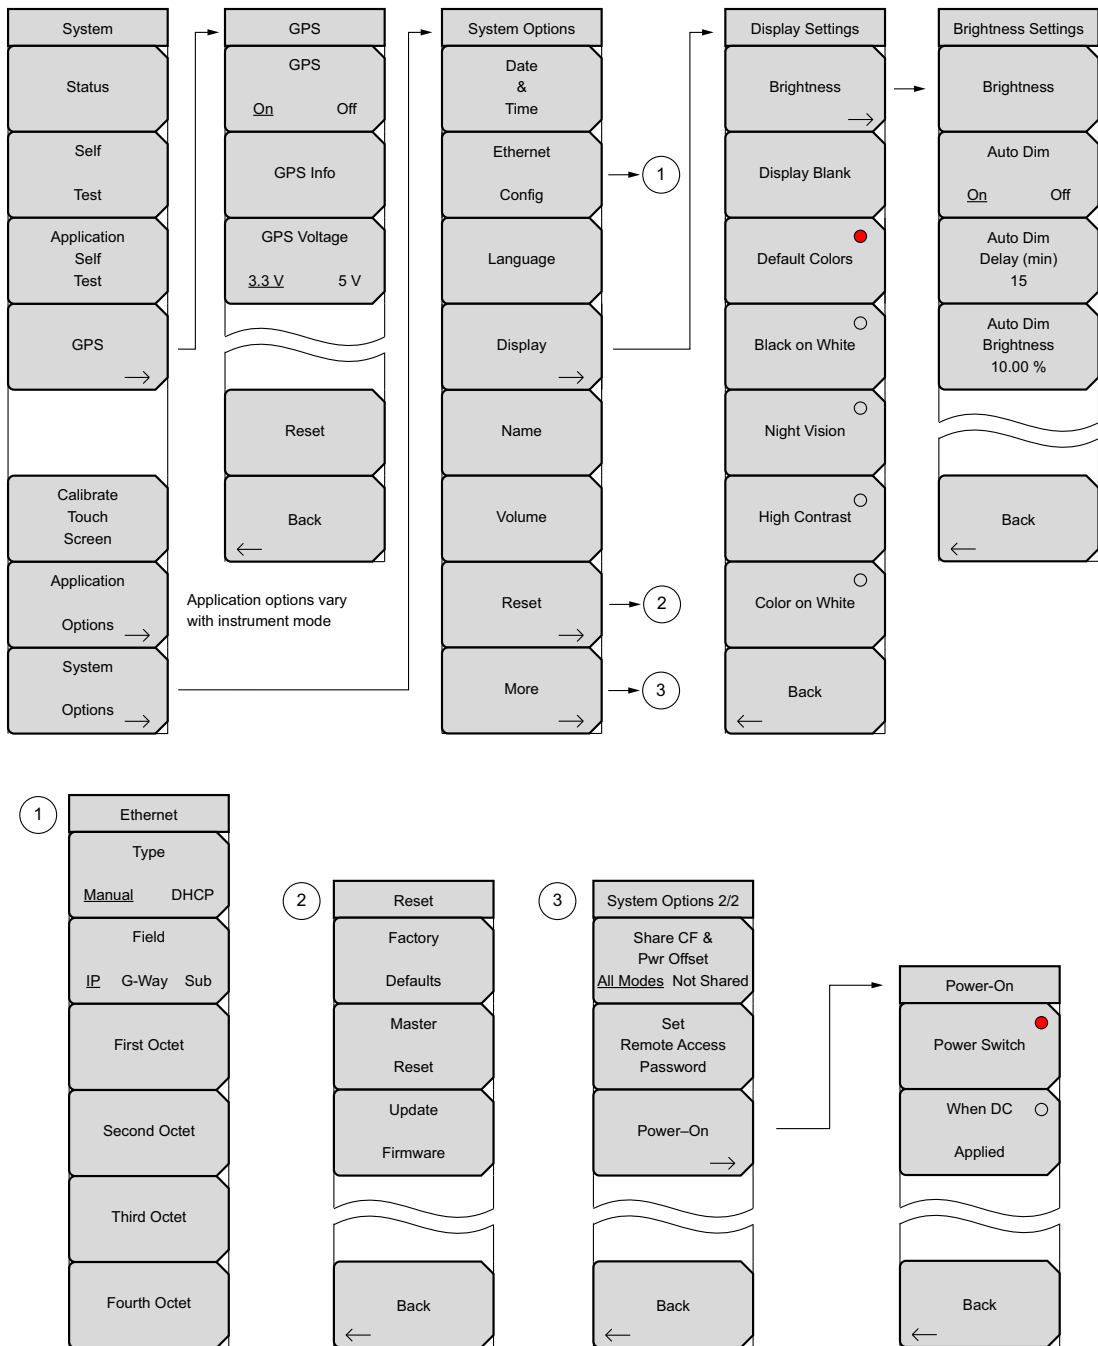 System
Status
Self
Test
Application
Self
Test
GPS
Calibrate
Touch
Screen
Application
Options
System
Options
GPS
GPS
On Off
GPS Info
GPS Voltage
3.3 V 5 V
Reset
Back
Application options vary
with instrument mode
System Options
Date
&
Time
Ethernet
Config
1
Language
Display
Name
Volume
Reset
2
More
3
Display Settings
Brightness
Display Blank
Default Colors
Black on White
Night Vision
High Contrast
Color on White
Back
Brightness Settings
Brightness
Auto Dim
On Off
Auto Dim
Delay (min)
15
Auto Dim
Brightness
10.00 %
Back
1
Ethernet
Type
Manual DHCP
Field
IP G-Way Sub
First Octet
Second Octet
Third Octet
Fourth Octet
2
Reset
Factory
Defaults
Master
Reset
Update
Firmware
Back
3
System Options 2/2
Share CF &
Pwr Offset
All Modes Not Shared
Set
Remote Access
Password
Power–On
Back
Power-On
Power Switch
When DC
Applied
Back